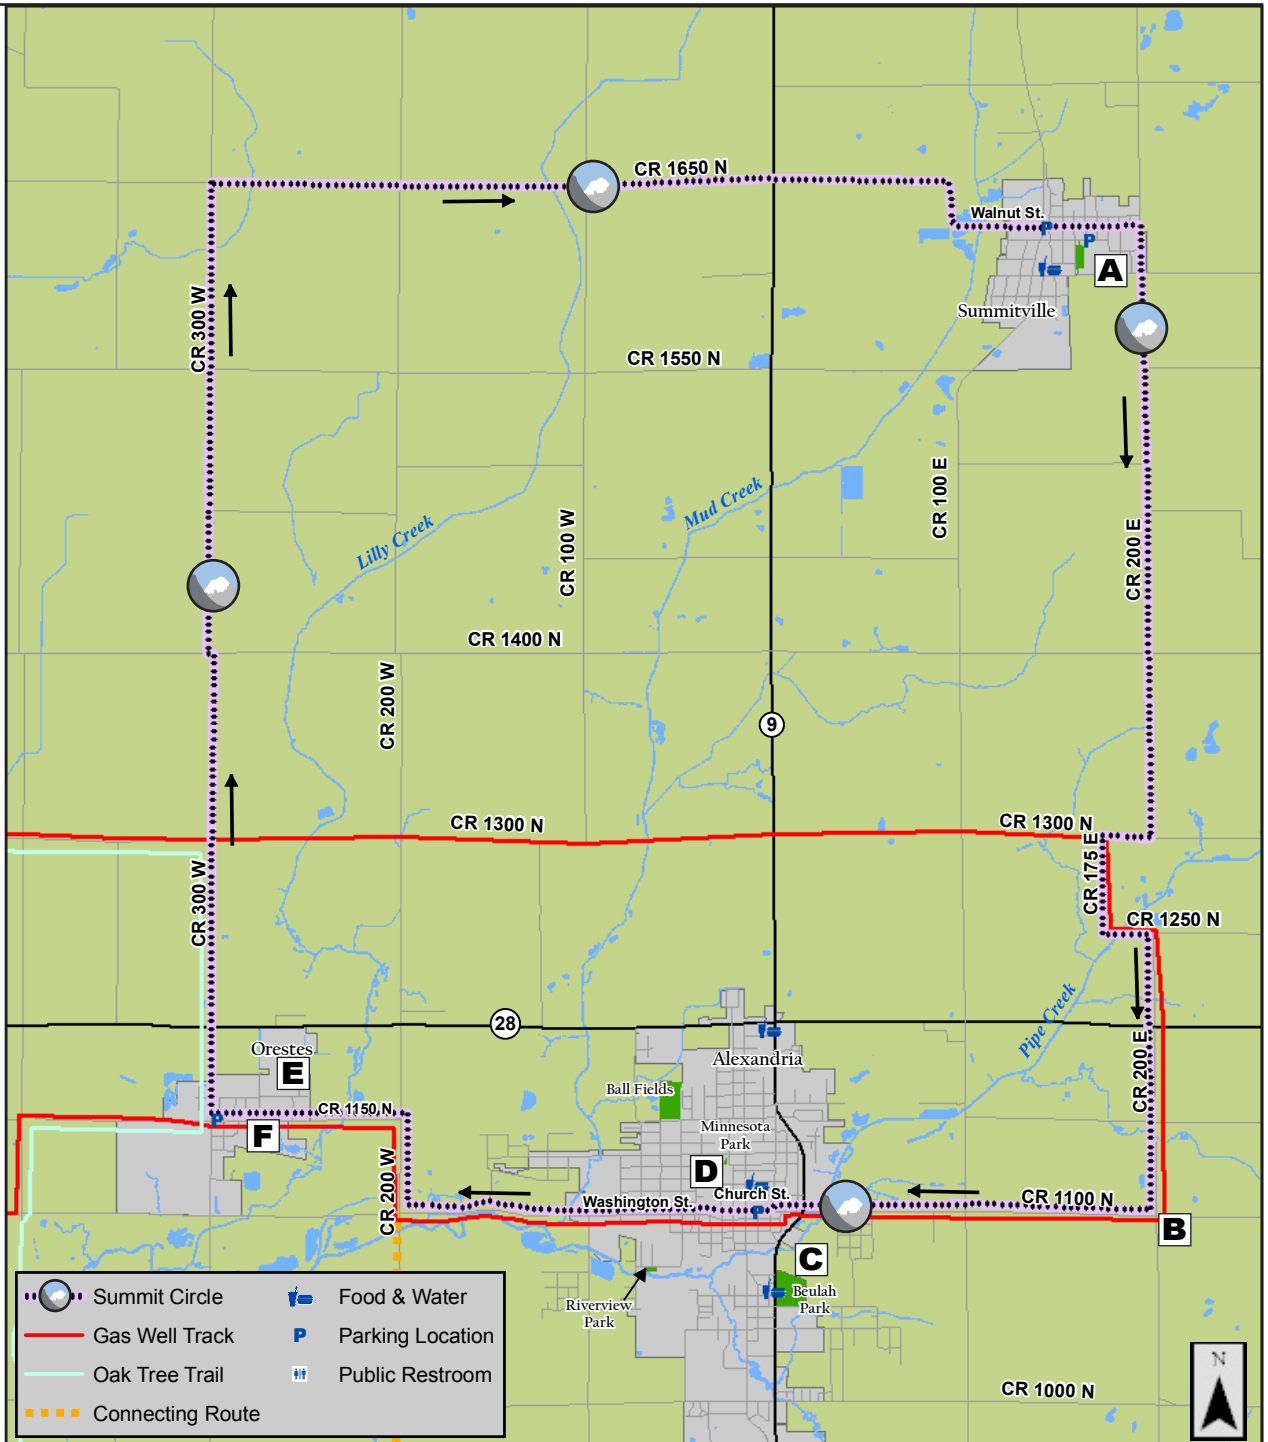 CR 1650 N
Walnut St.
P
P
A
Summitville
CR 300 W
CR 1550 N
CR 100 E
Mud Creek
Lilly Creek
CR 100 W
CR 200 E
CR 1400 N
CR 200 W
9
CR 1300 N
CR 1300 N
CR 175 E
CR 300 W
CR 1250 N
Pipe Creek
28
Orestes
E
Alexandria
CR 200 E
Ball Fields
CR 1150 N
P
F
Minnesota
Park
D
CR 200 W
Washington St.
Church St.
P
CR 1100 N
B
C
Beulah
Park
Riverview
Park
Summit Circle
Food & Water
Gas Well Track
P
Parking Location
Oak Tree Trail
Public Restroom
Connecting Route
CR 1000 N
N